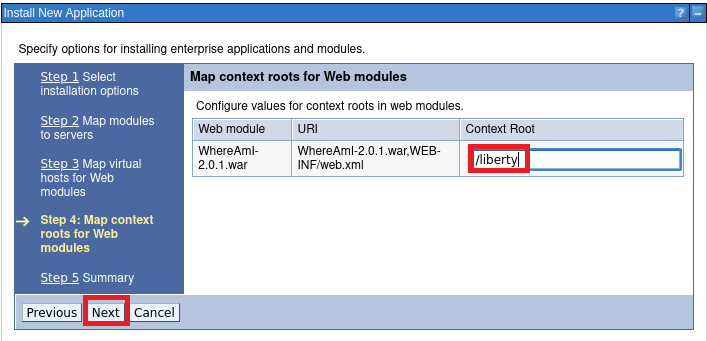 Install New Application
?
Specify options for installing enterprise applications and modules.
Step 1 Select
installation options
Step 2 Map modules
to servers
Step 3 Map virtual
hosts for Web
modules
Step 4: Map context
roots for Web
modules
Step 5 Summary
Map context roots for Web modules
Configure values for context roots in web modules.
Web module URI Context Root
WhereAmI-
2.0.1.war
WhereAmI-2.0.1.war,WEB-
INF/web.xml
/liberty
Previous Next Cancel